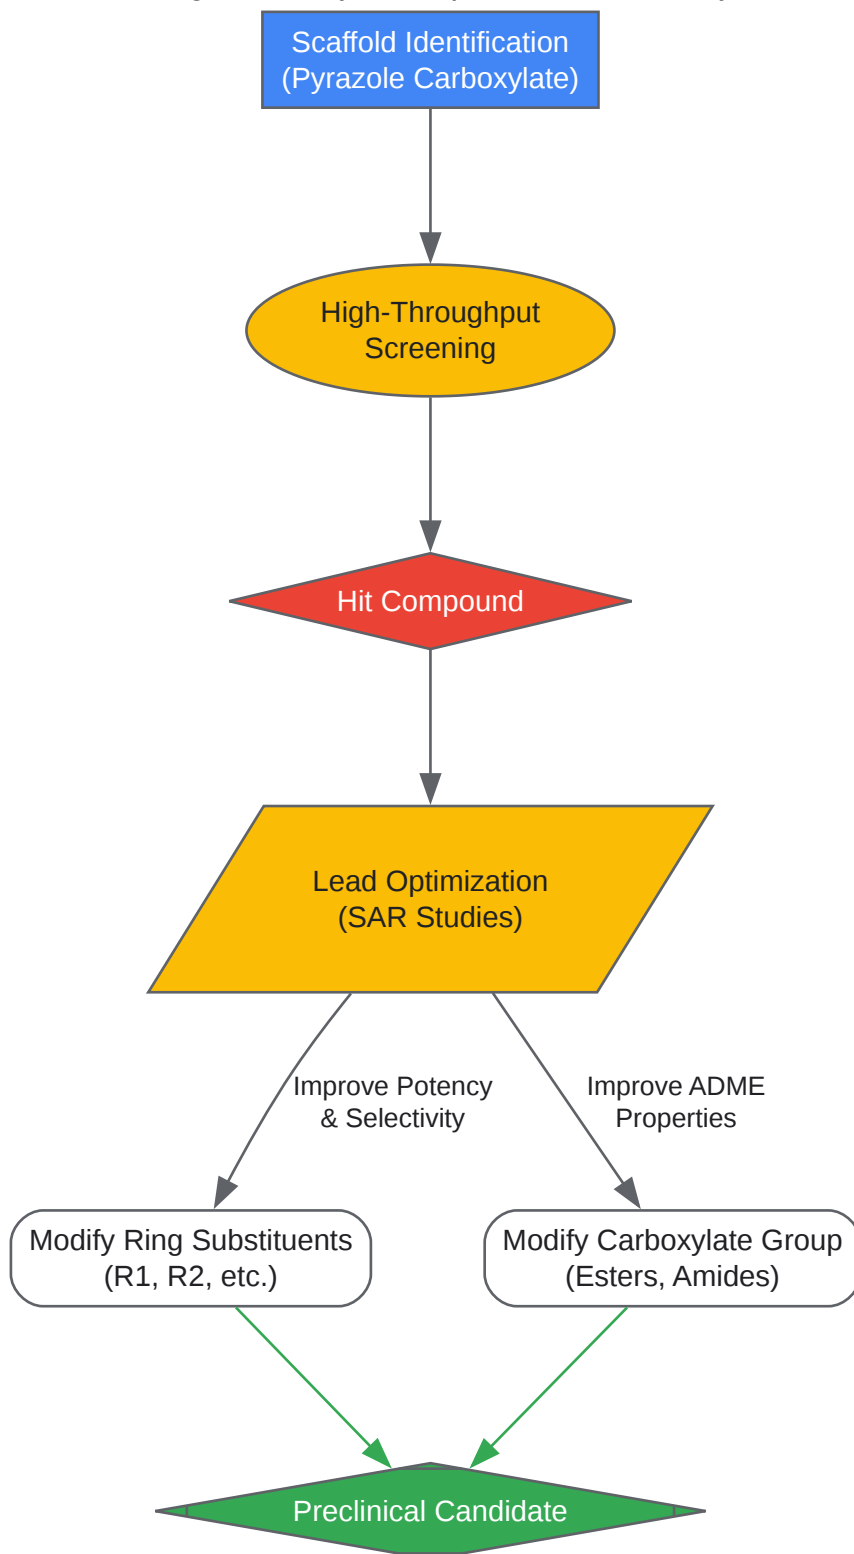 Scaffold Identification
(Pyrazole Carboxylate)
High-Throughput
Screening
Hit Compound
Lead Optimization
(SAR Studies)
Improve Potency
& Selectivity
Improve ADME
Properties
Modify Ring Substituents
(R1, R2, etc.)
Modify Carboxylate Group
(Esters, Amides)
Preclinical Candidate